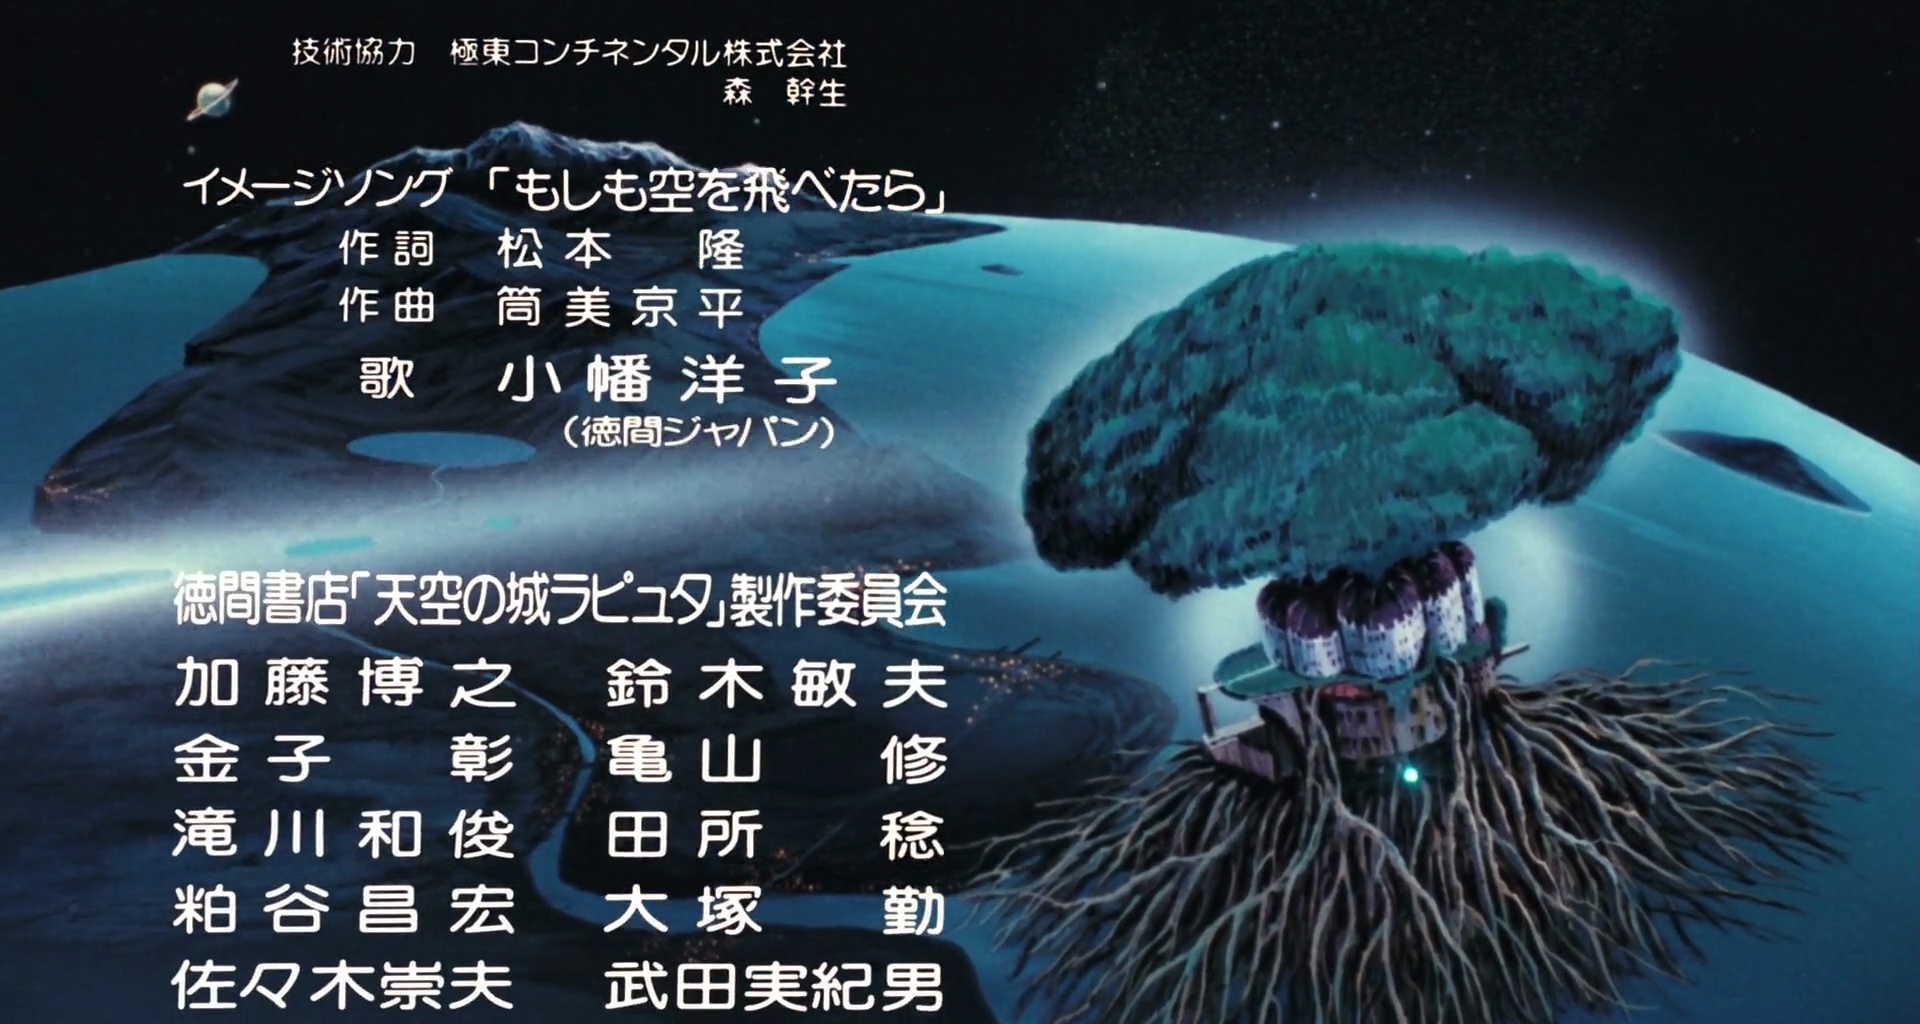 技術協力　極東コンチネンタル株式会社
森　幹生
イメージソング「もしも空を飛べたら」
作詞　松本　隆
作曲　筒美京平
歌　小幡洋子
（徳間ジャパン）
徳間書店「天空の城ラピュタ」製作委員会
加藤博之　鈴木敏夫
金子　彰　亀山　修
滝川和俊　田所　稔
粕谷昌宏　大塚　勤
佐々木崇夫　武田実紀男